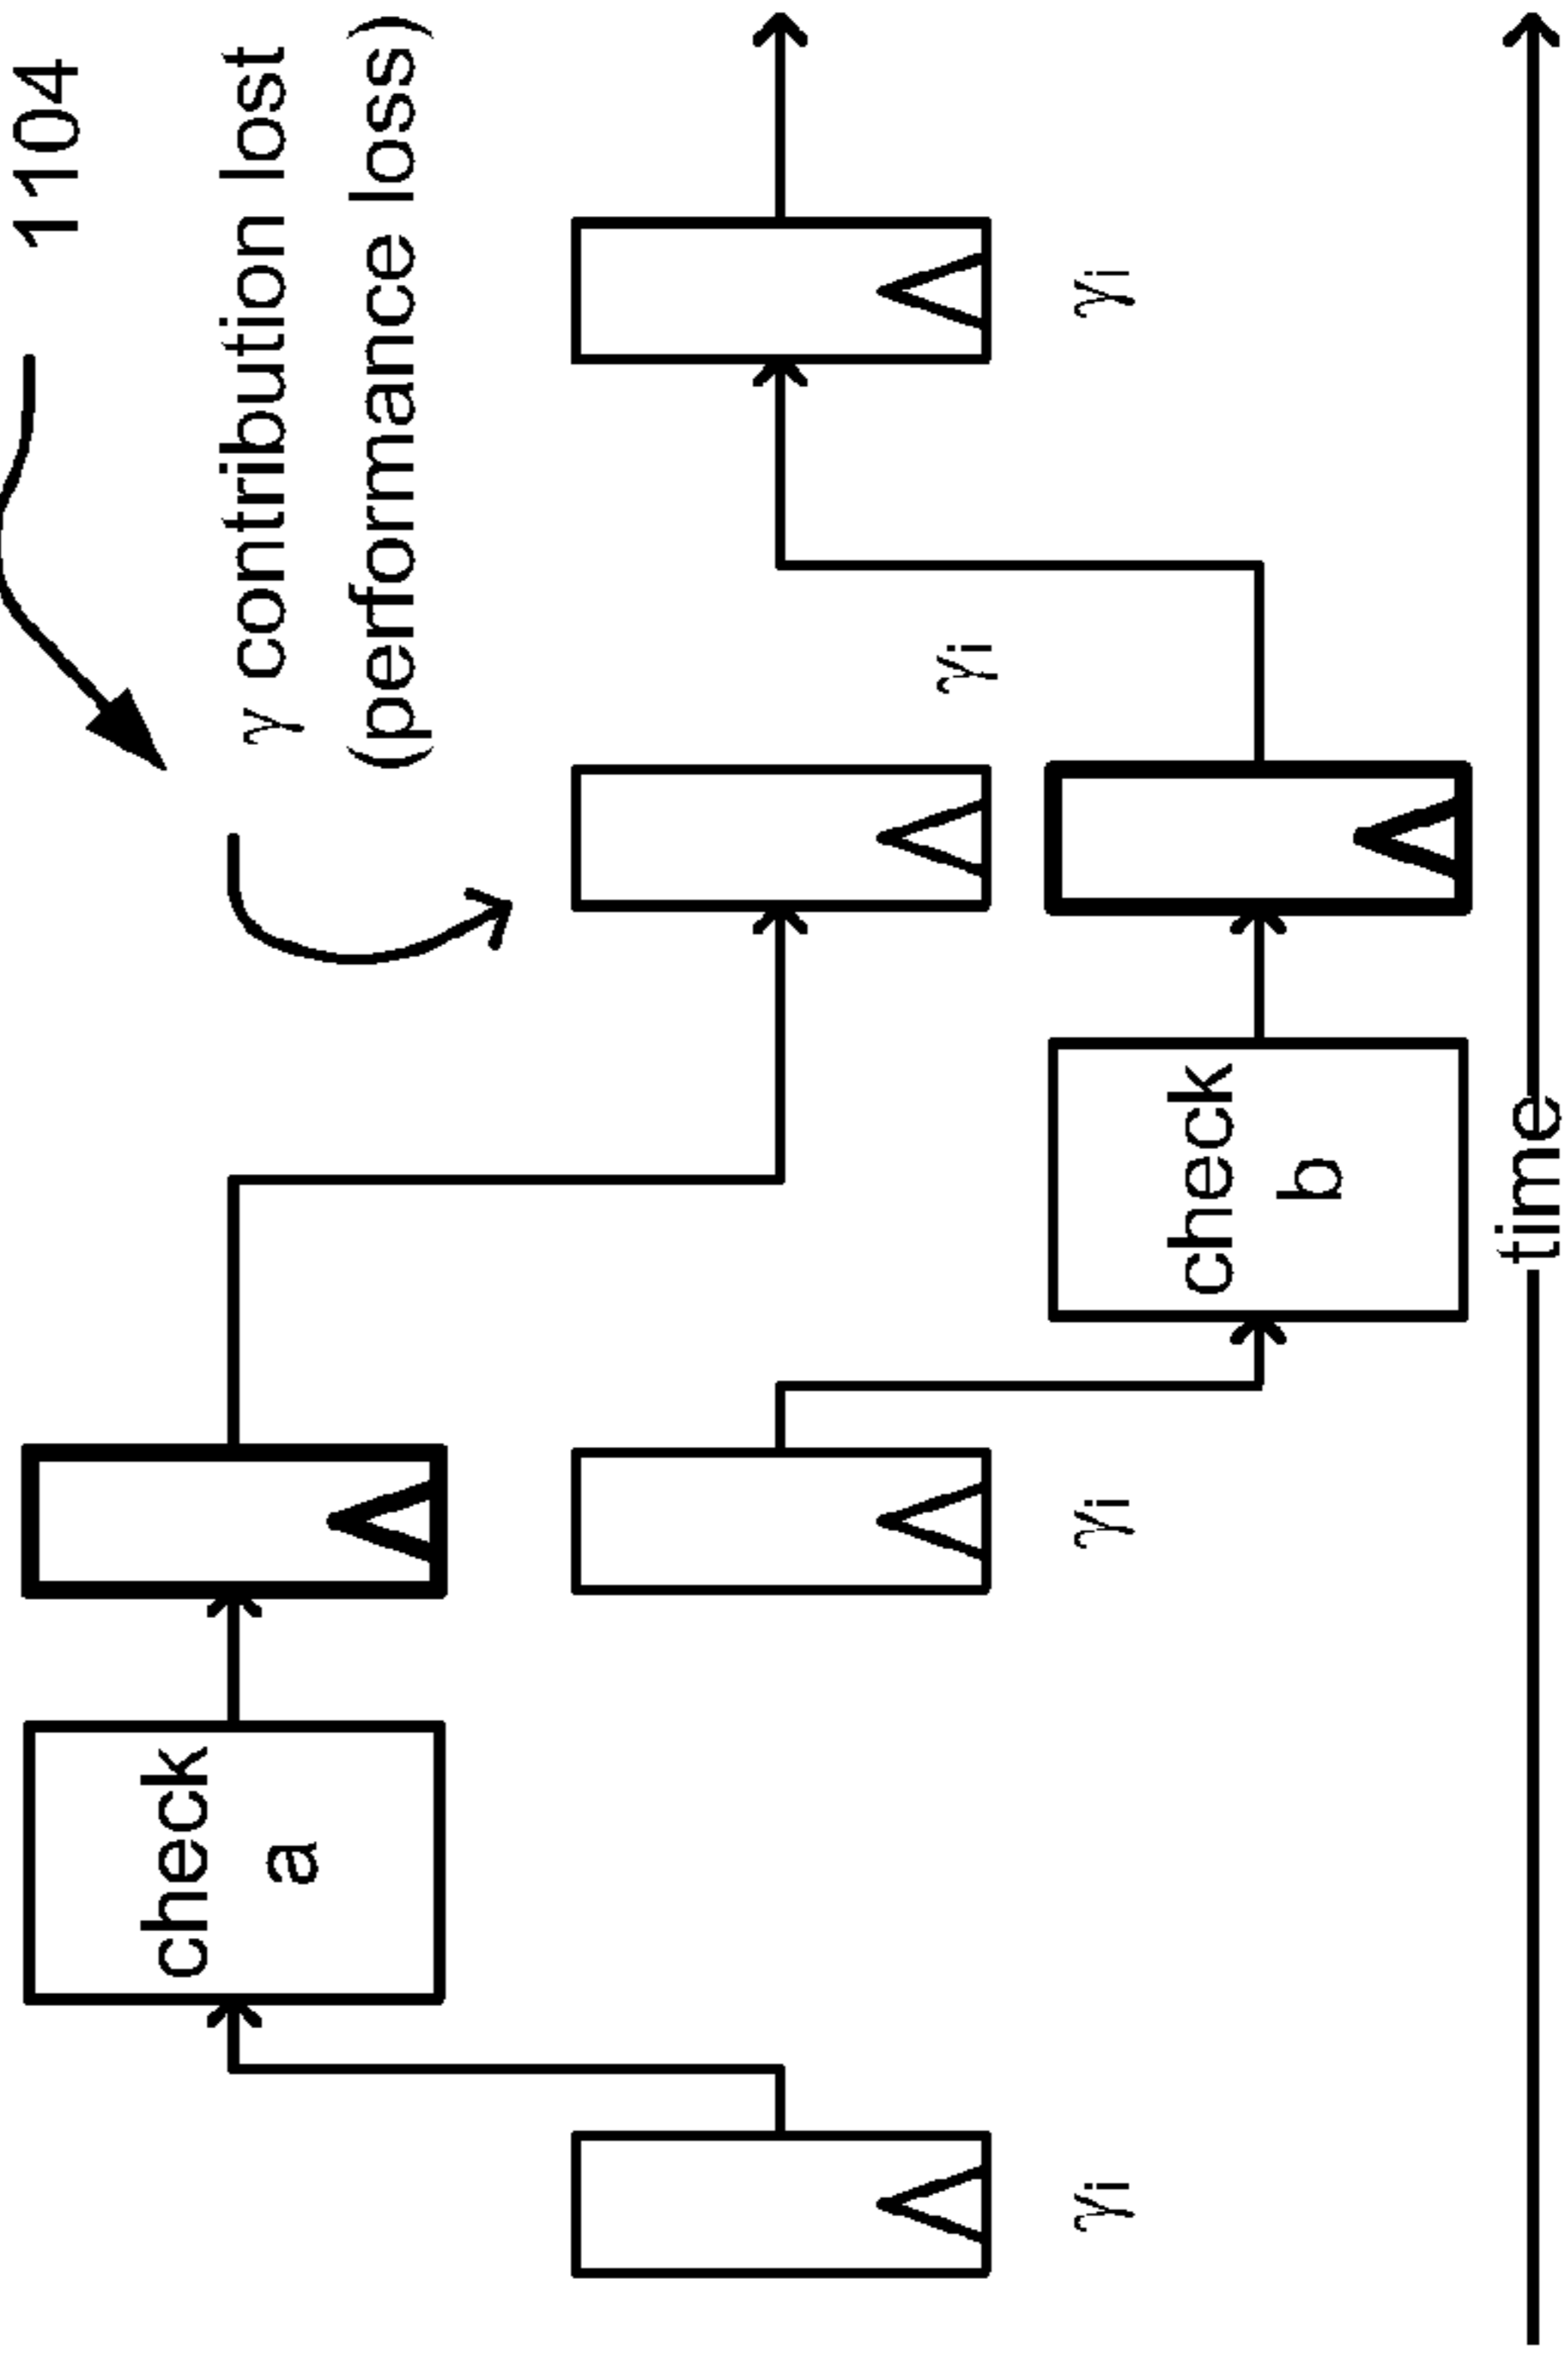 1104
γ contribution lost
(performance loss)
check
a
check
b
γi
γi
γi
γi
time